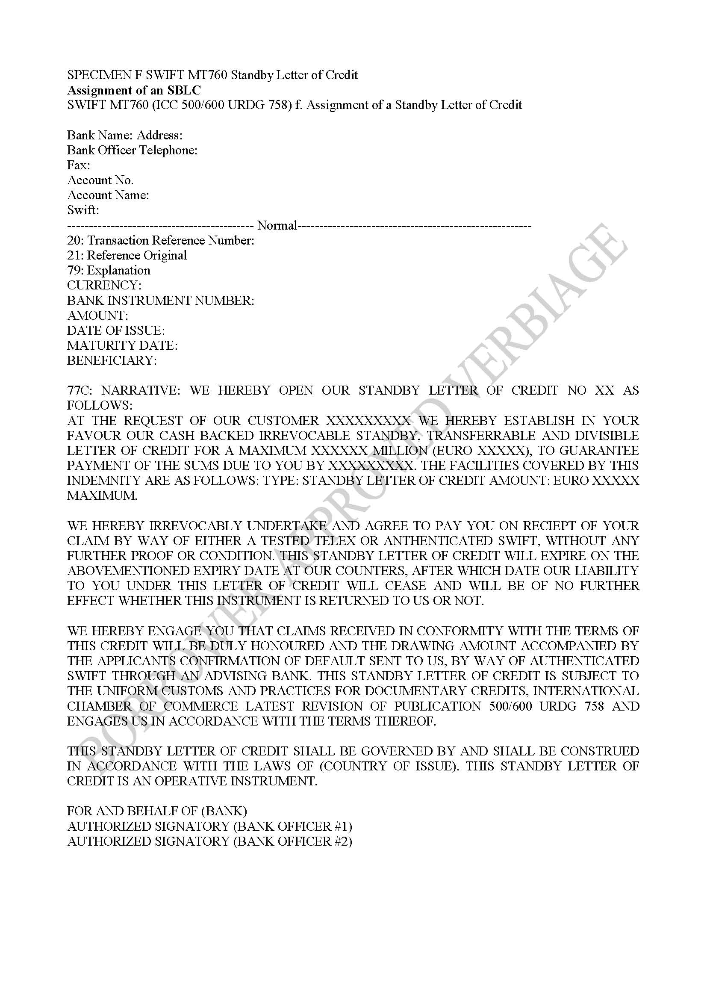 SPECIMEN F SWIFT MT760 Standby Letter of Credit
Assignment of an SBLC
SWIFT MT760 (ICC 500/600 URDG 758) f. Assignment of a Standby Letter of Credit
Bank Name: Address:
Bank Officer Telephone:
Fax:
Account No.
Account Name:
Swift:
------------------------------------------- Normal------------------------------------------------------
20: Transaction Reference Number:
21: Reference Original
79: Explanation
CURRENCY:
BANK INSTRUMENT NUMBER:
AMOUNT:
DATE OF ISSUE:
MATURITY DATE:
BENEFICIARY:
77C: NARRATIVE: WE HEREBY OPEN OUR STANDBY LETTER OF CREDIT NO XX AS
FOLLOWS:
AT THE REQUEST OF OUR CUSTOMER XXXXXXXXX WE HEREBY ESTABLISH IN YOUR
FAVOUR OUR CASH BACKED IRREVOCABLE STANDBY, TRANSFERRABLE AND DIVISIBLE
LETTER OF CREDIT FOR A MAXIMUM XXXXXX MILLION (EURO XXXXX), TO GUARANTEE
PAYMENT OF THE SUMS DUE TO YOU BY XXXXXXXXX. THE FACILITIES COVERED BY THIS
INDEMNITY ARE AS FOLLOWS: TYPE: STANDBY LETTER OF CREDIT AMOUNT: EURO XXXXX
MAXIMUM.
WE HEREBY IRREVOCABLY UNDERTAKE AND AGREE TO PAY YOU ON RECIEPT OF YOUR
CLAIM BY WAY OF EITHER A TESTED TELEX OR ANTHENTICATED SWIFT, WITHOUT ANY
FURTHER PROOF OR CONDITION. THIS STANDBY LETTER OF CREDIT WILL EXPIRE ON THE
ABOVEMENTIONED EXPIRY DATE AT OUR COUNTERS, AFTER WHICH DATE OUR LIABILITY
TO YOU UNDER THIS LETTER OF CREDIT WILL CEASE AND WILL BE OF NO FURTHER
EFFECT WHETHER THIS INSTRUMENT IS RETURNED TO US OR NOT.
WE HEREBY ENGAGE YOU THAT CLAIMS RECEIVED IN CONFORMITY WITH THE TERMS OF
THIS CREDIT WILL BE DULY HONOURED AND THE DRAWING AMOUNT ACCOMPANIED BY
THE APPLICANTS CONFIRMATION OF DEFAULT SENT TO US, BY WAY OF AUTHENTICATED
SWIFT THROUGH AN ADVISING BANK. THIS STANDBY LETTER OF CREDIT IS SUBJECT TO
THE UNIFORM CUSTOMS AND PRACTICES FOR DOCUMENTARY CREDITS, INTERNATIONAL
CHAMBER OF COMMERCE LATEST REVISION OF PUBLICATION 500/600 URDG 758 AND
ENGAGES US IN ACCORDANCE WITH THE TERMS THEREOF.
THIS STANDBY LETTER OF CREDIT SHALL BE GOVERNED BY AND SHALL BE CONSTRUED
IN ACCORDANCE WITH THE LAWS OF (COUNTRY OF ISSUE). THIS STANDBY LETTER OF
CREDIT IS AN OPERATIVE INSTRUMENT.
FOR AND BEHALF OF (BANK)
AUTHORIZED SIGNATORY (BANK OFFICER #1)
AUTHORIZED SIGNATORY (BANK OFFICER #2)
BORROWER APPROVED VERBIAGE